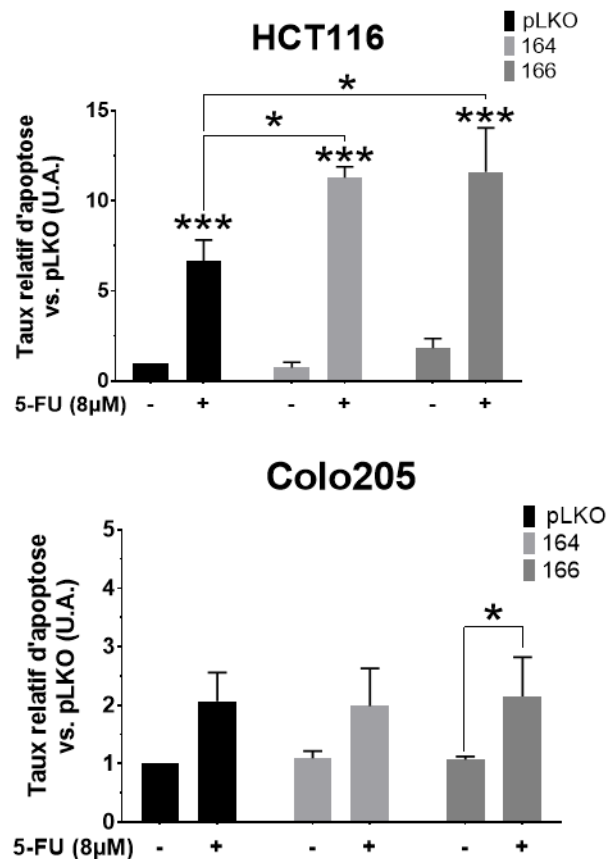 HCT116
pLKO
164
166
*
*
***
***
***
Taux relatif d'apoptose
vs. pLKO (U.A.)
15
10
5
0
5-FU (8µM) - + - + - +
Colo205
pLKO
164
166
*
Taux relatif d'apoptose
vs. pLKO (U.A.)
5
4
3
2
1
0
5-FU (8µM) - + - + - +